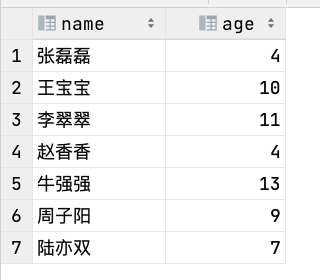 name age
1 张磊磊 4
2 王宝宝 10
3 李翠翠 11
4 赵香香 4
5 牛强强 13
6 周子阳 9
7 陆亦双 7